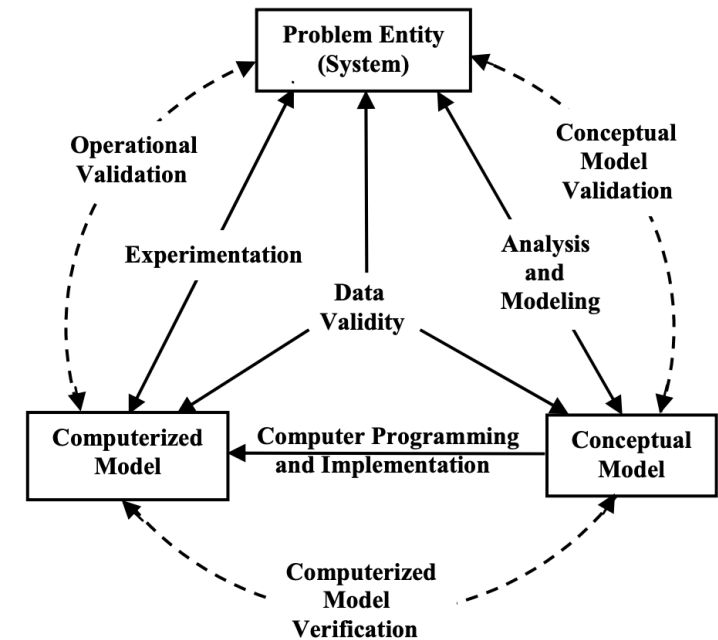 Problem Entity
(System)
Operational
Validation
Conceptual
Model
Validation
Experimentation
Analysis
and
Modeling
Data
Validity
Computerized
Model
Computer Programming
and Implementation
Conceptual
Model
Computerized
Model
Verification